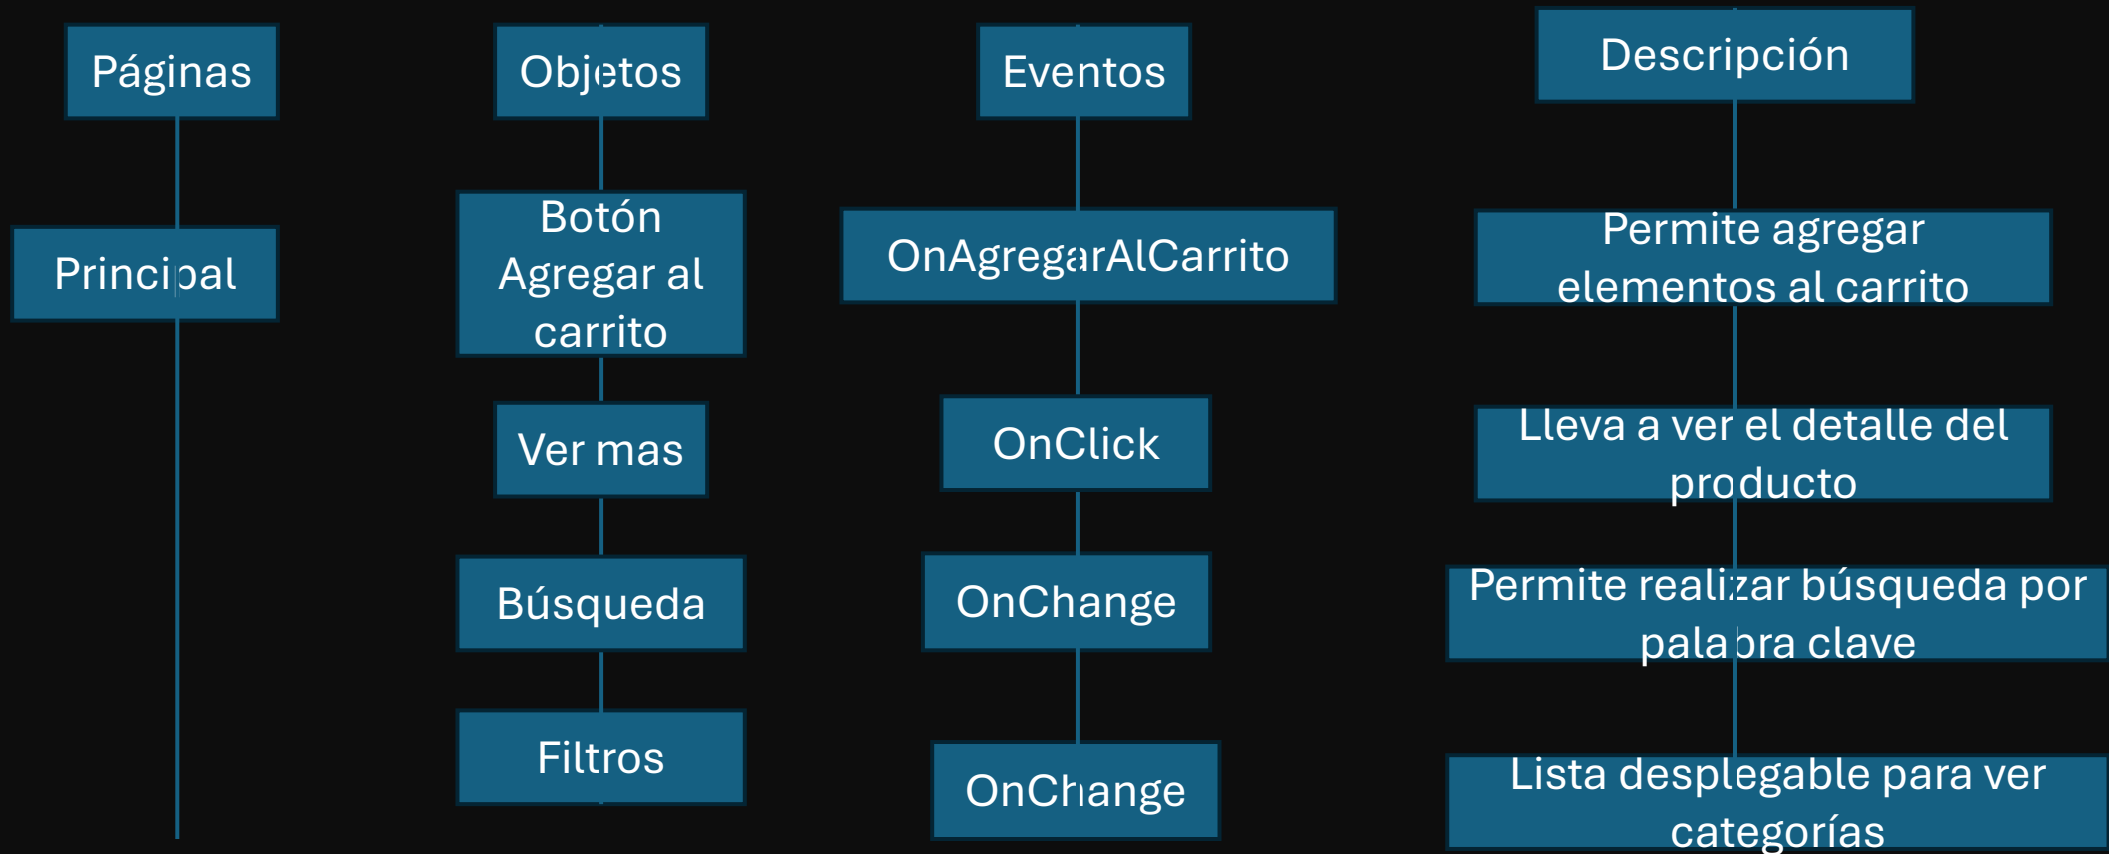 Páginas
Objetos
Eventos
Descripción
Principal
Botón
Agregar al
carrito
OnAgregarAlCarrito
Permite agregar
elementos al carrito
Ver mas
OnClick
Lleva a ver el detalle del
producto
Búsqueda
OnChange
Permite realizar búsqueda por
palabra clave
Filtros
OnChange
Lista desplegable para ver
categorías